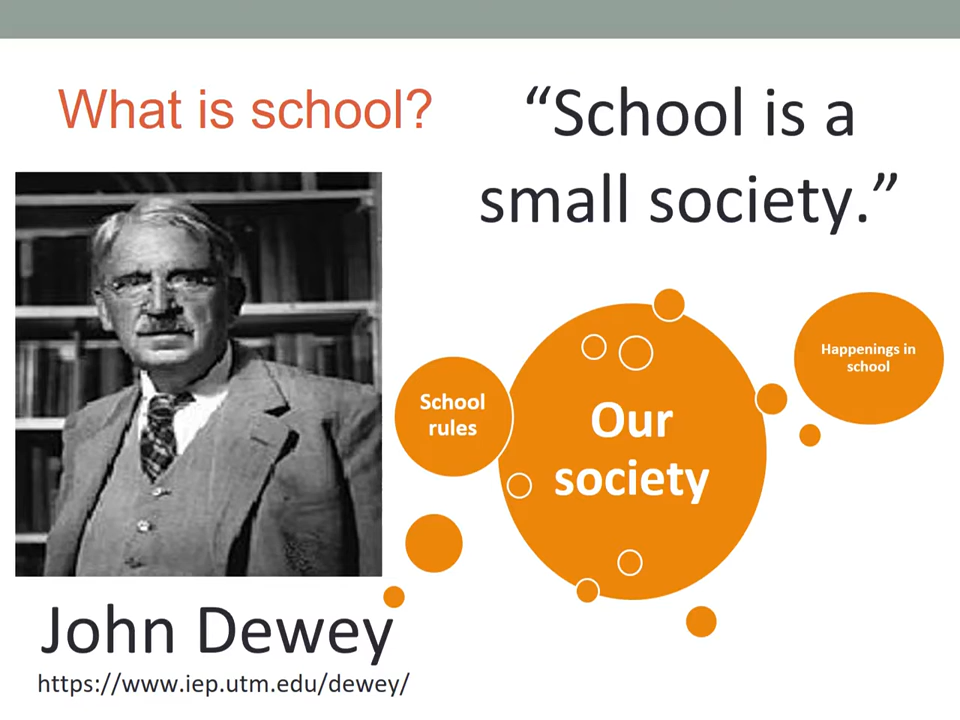 What is school?
“School is a
small society.”
School
rules
Our
society
Happenings in
school
John Dewey
https://www.iep.utm.edu/dewey/